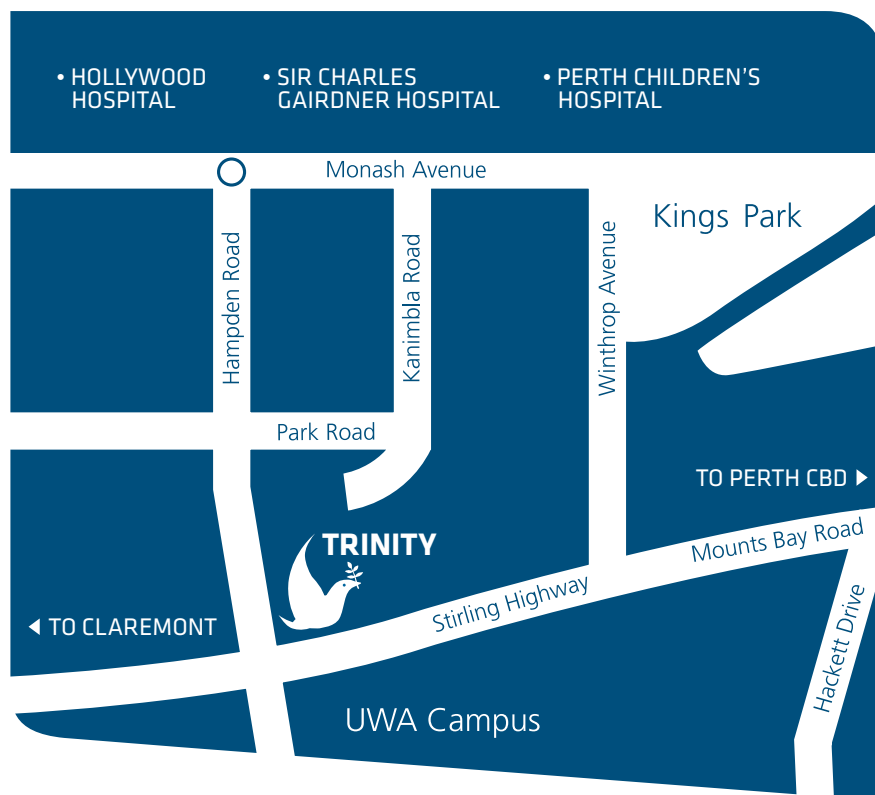 • HOLLYWOOD
HOSPITAL
• SIR CHARLES
GAIRDNER HOSPITAL
• PERTH CHILDREN'S
HOSPITAL
Monash Avenue
Kings Park
Hampden Road
Kanimbla Road
Winthrop Avenue
Park Road
TO PERTH CBD
Mounts Bay Road
TRINITY
Stirling Highway
TO CLAREMONT
Hackett Drive
UWA Campus